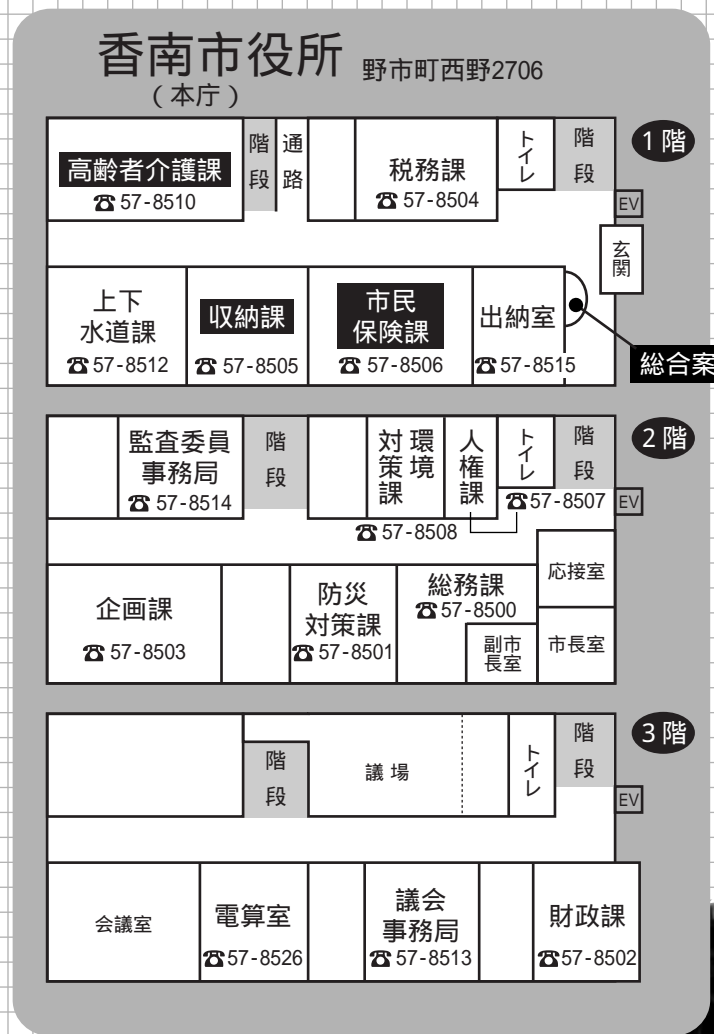 香南市役所 野市町西野2706
(本庁)
1階
高齢者介護課
☎57-8510
階段
通路
税務課
☎57-8504
トイレ
階段
EV
玄関
上下
水道課
☎57-8512
収納課
☎57-8505
市民
保険課
☎57-8506
出納室
☎57-8515
総合案
2階
監査委員
事務局
☎57-8514
階段
環境
対策課
☎57-8508
人権課
☎57-8507
トイレ
階段
EV
企画課
☎57-8503
防災
対策課
☎57-8501
総務課
☎57-8500
副市
長室
応接室
市長室
3階
階段
議場
トイレ
階段
EV
会議室
電算室
☎57-8526
議会
事務局
☎57-8513
財政課
☎57-8502